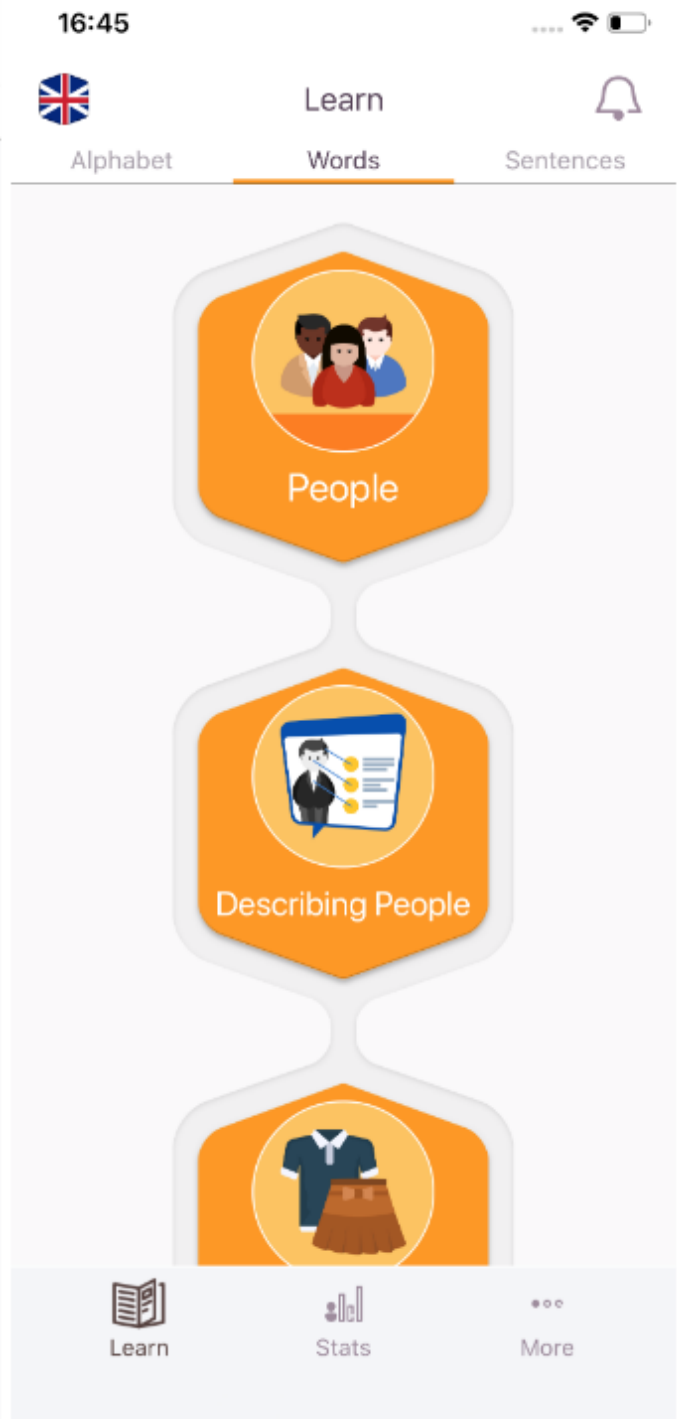 16:45
Learn
Alphabet Words Sentences
People
Describing People
Learn Stats More